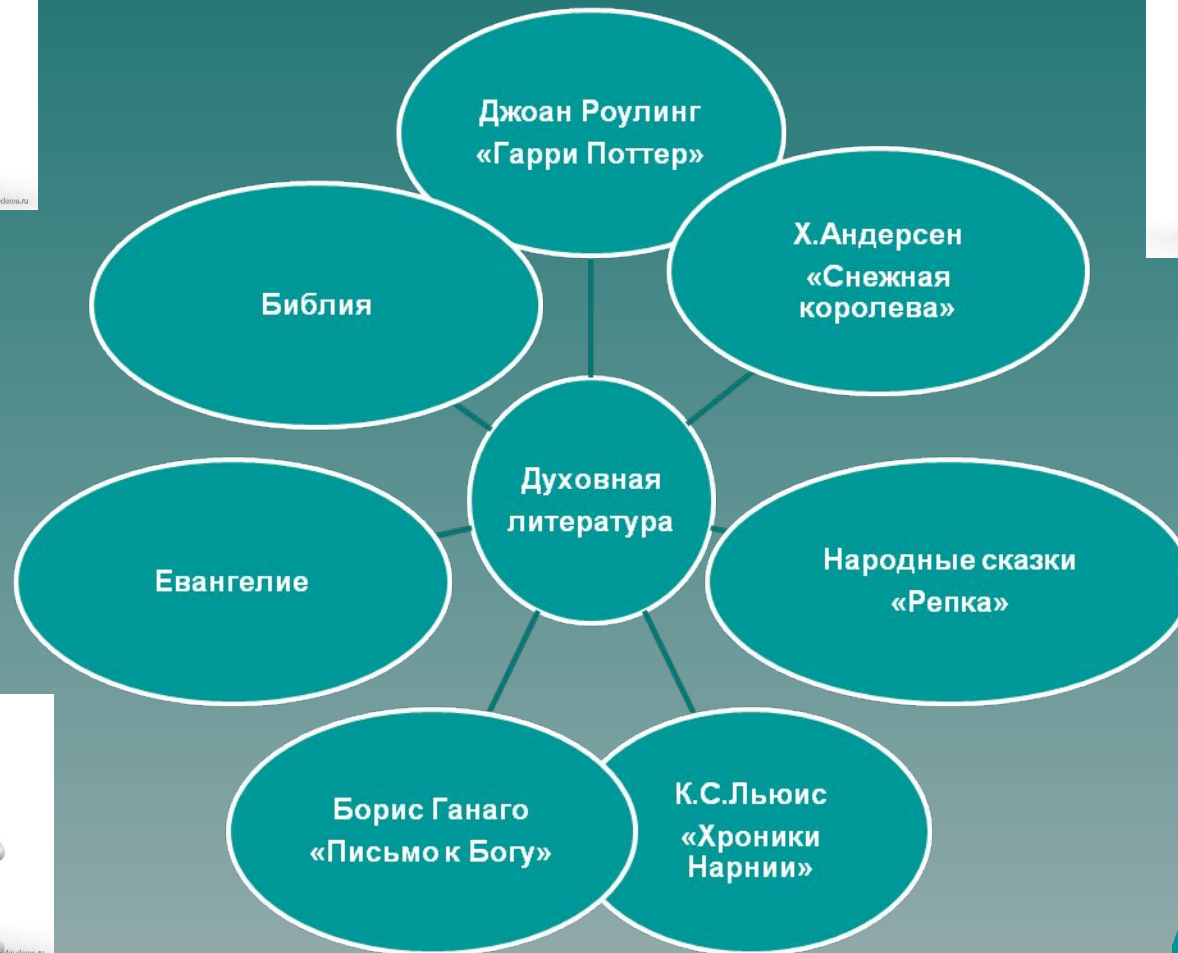 Джоан Роулинг
«Гарри Поттер»
Х.Андерсен
«Снежная
королева»
Библия
Духовная
литература
Народные сказки
«Репка»
Евангелие
К.С.Льюис
«Хроники
Нарнии»
Борис Ганаго
«Письмо к Богу»